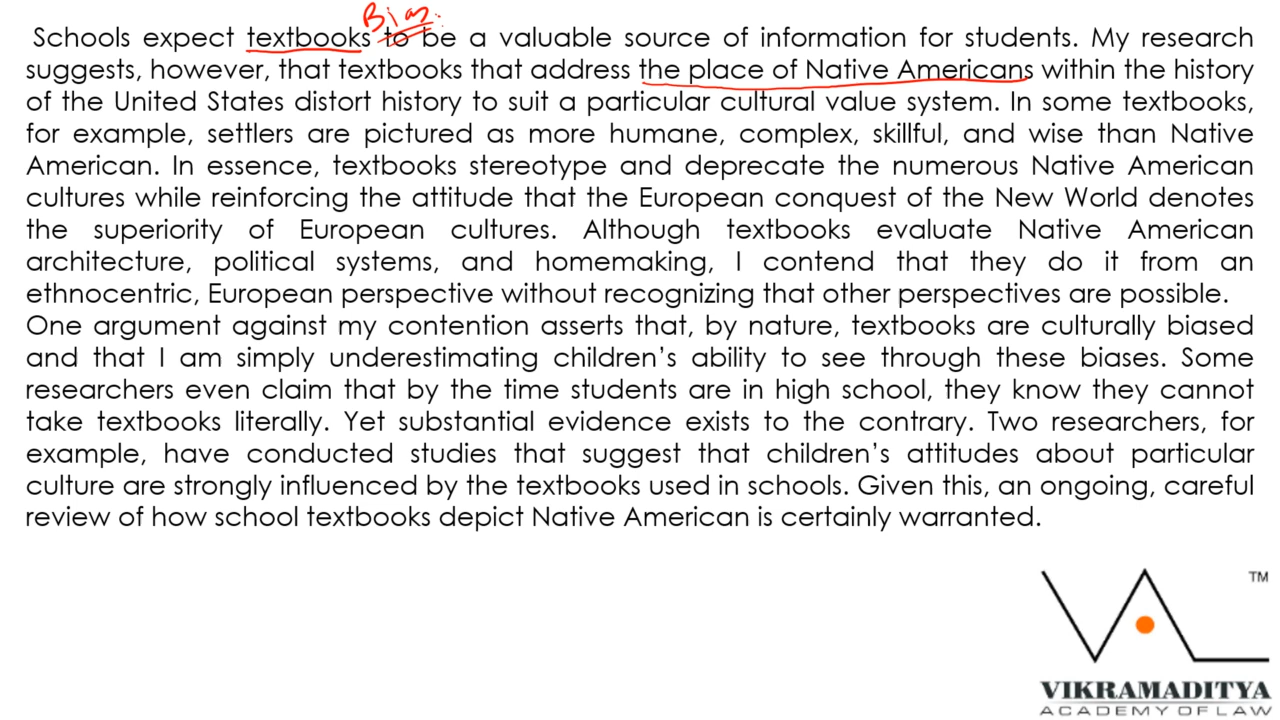 Bias
Schools expect textbooks to be a valuable source of information for students. My research
suggests, however, that textbooks that address the place of Native Americans within the history
of the United States distort history to suit a particular cultural value system. In some textbooks,
for example, settlers are pictured as more humane, complex, skillful, and wise than Native
American. In essence, textbooks stereotype and deprecate the numerous Native American
cultures while reinforcing the attitude that the European conquest of the New World denotes
the superiority of European cultures. Although textbooks evaluate Native American
architecture, political systems, and homemaking, I contend that they do it from an
ethnocentric, European perspective without recognizing that other perspectives are possible.
One argument against my contention asserts that, by nature, textbooks are culturally biased
and that I am simply underestimating children’s ability to see through these biases. Some
researchers even claim that by the time students are in high school, they know they cannot
take textbooks literally. Yet substantial evidence exists to the contrary. Two researchers, for
example, have conducted studies that suggest that children’s attitudes about particular
culture are strongly influenced by the textbooks used in schools. Given this, an ongoing, careful
review of how school textbooks depict Native American is certainly warranted.
TM
VIKRAMADITYA
ACADEMY OF LAW